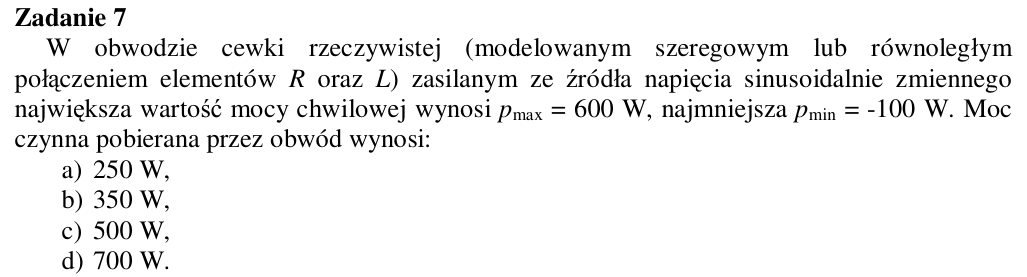 Zadanie 7
W obwodzie cewki rzeczywistej (modelowanym szeregowym lub równoległym
połączeniem elementów R oraz L) zasilanym ze źródła napięcia sinusoidalnie zmiennego
największa wartość mocy chwilowej wynosi pmax = 600 W, najmniejsza pmin = -100 W. Moc
czynna pobierana przez obwód wynosi:
a) 250 W,
b) 350 W,
c) 500 W,
d) 700 W.